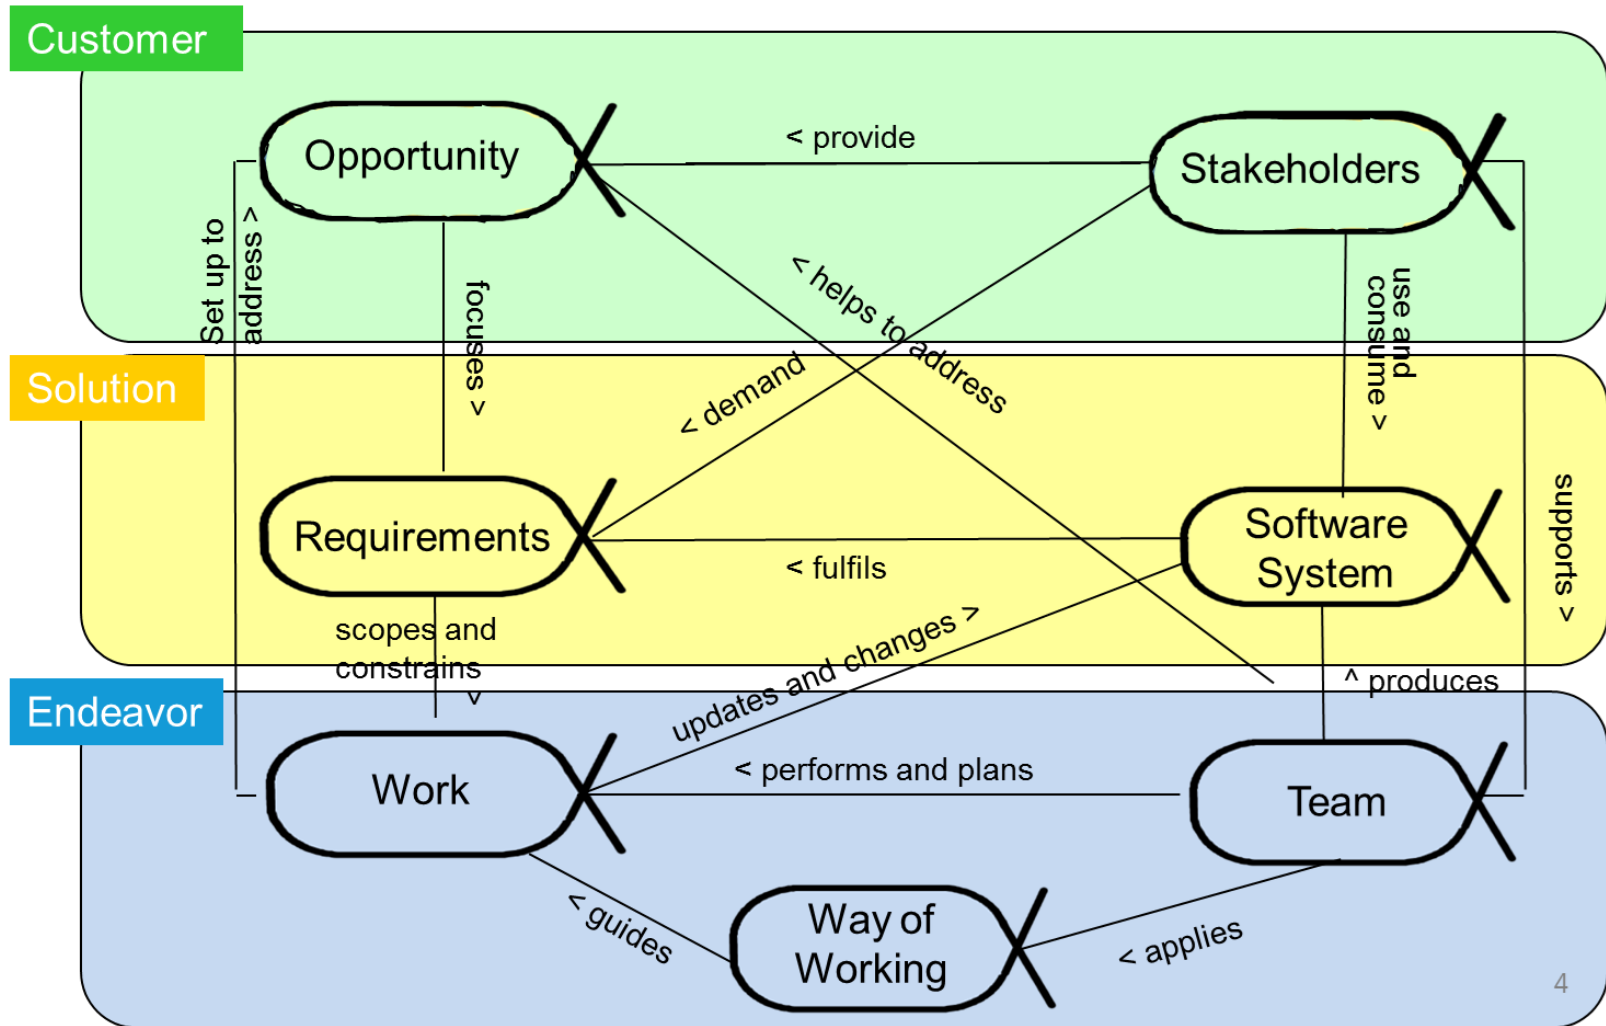 Customer
Opportunity
< provide
Stakeholders
Set up to
address >
focusses >
< helps to address
< demand
use and
consume >
Solution
Requirements
< fulfils
Software
System
supports >
scopes and
constrains
>
updates and changes >
^ produces
Endeavor
Work
< performs and plans
Team
< guides
Way of
Working
< applies
4